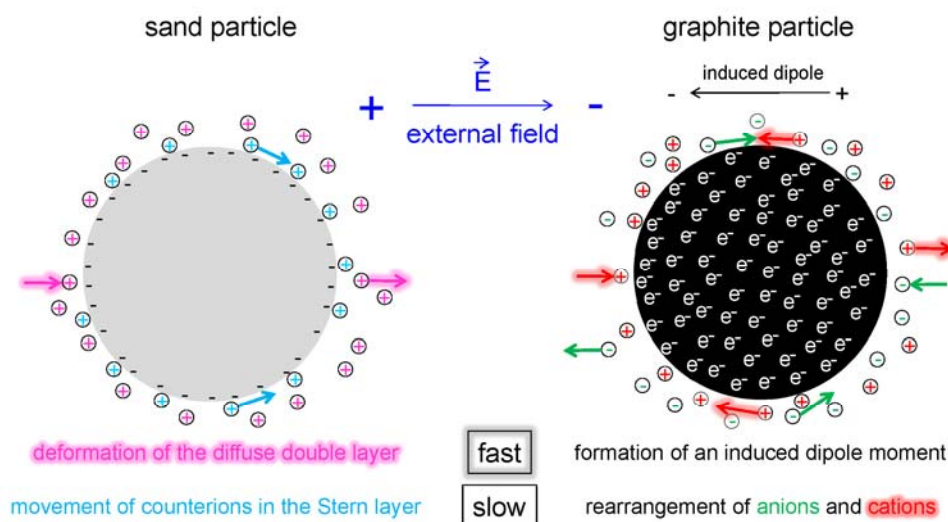 sand particle
graphite particle
induced dipole
- +
+ E -
external field
deformation of the diffuse double layer
fast
formation of an induced dipole moment
movement of counterions in the Stern layer
slow
rearrangement of anions and cations